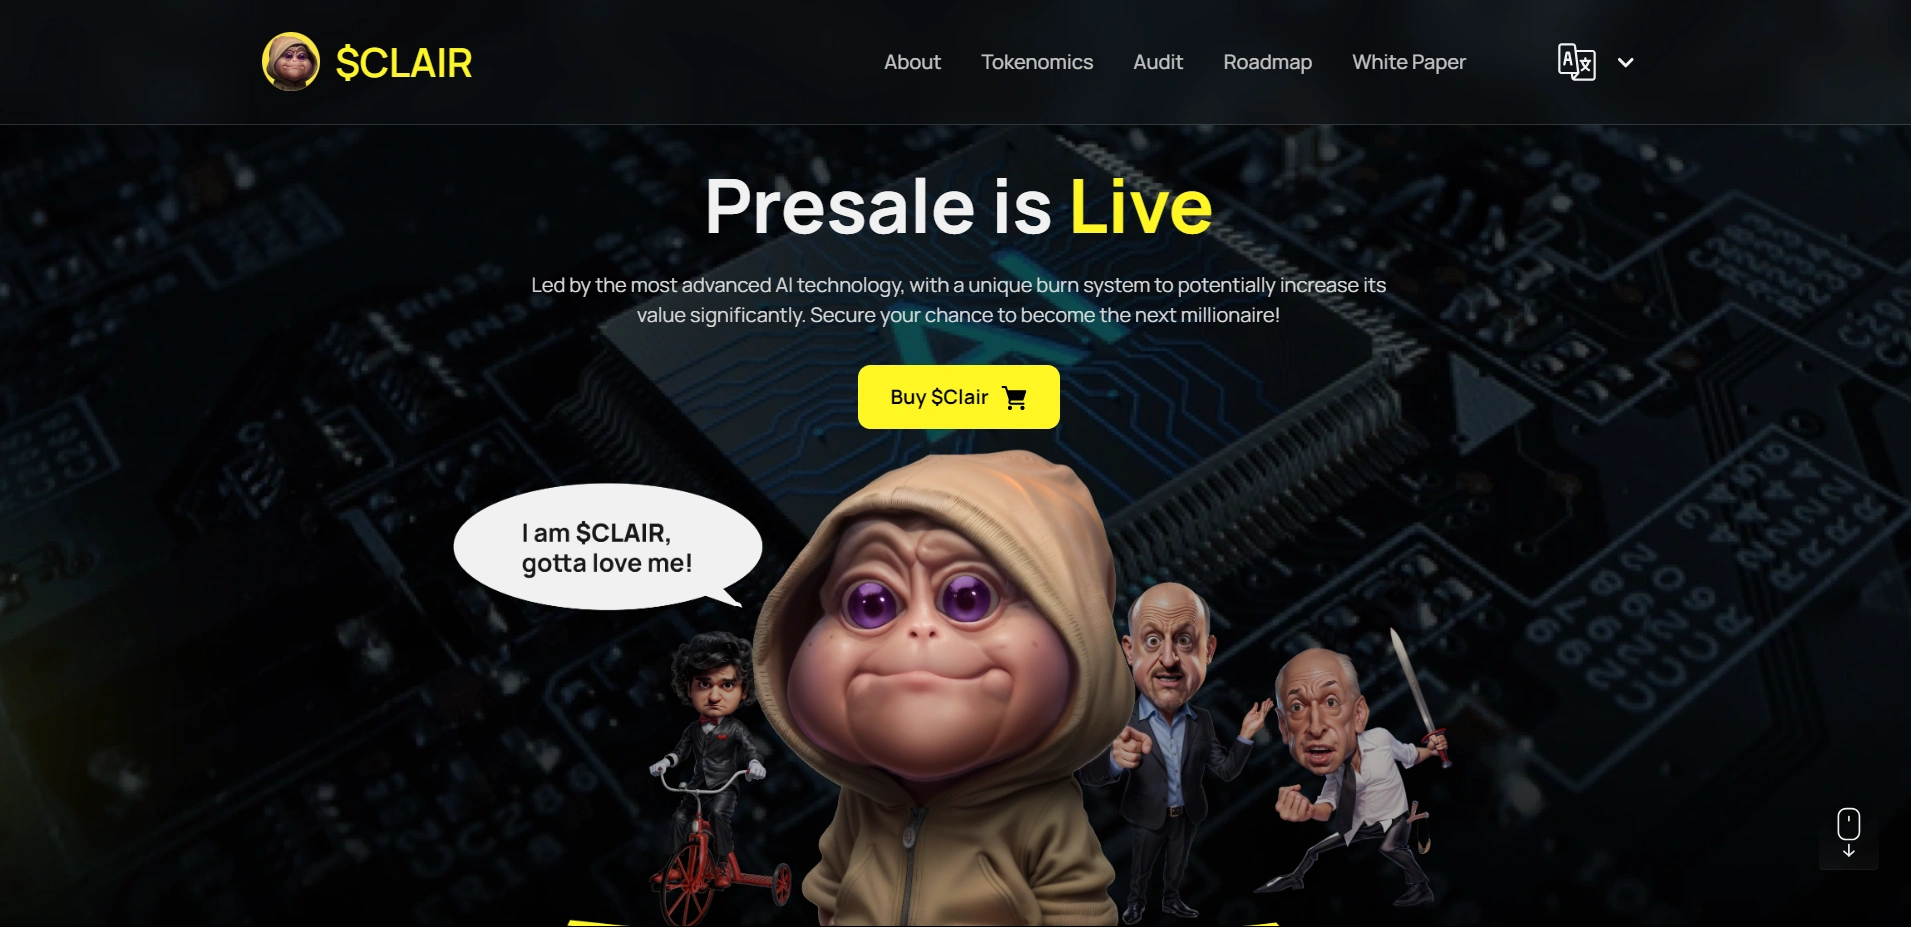 $CLAIR
About Tokenomics Audit Roadmap White Paper
Presale is Live
Led by the most advanced AI technology, with a unique burn system to potentially increase its
value significantly. Secure your chance to become the next millionaire!
Buy $Clair
I am $CLAIR,
gotta love me!
AI